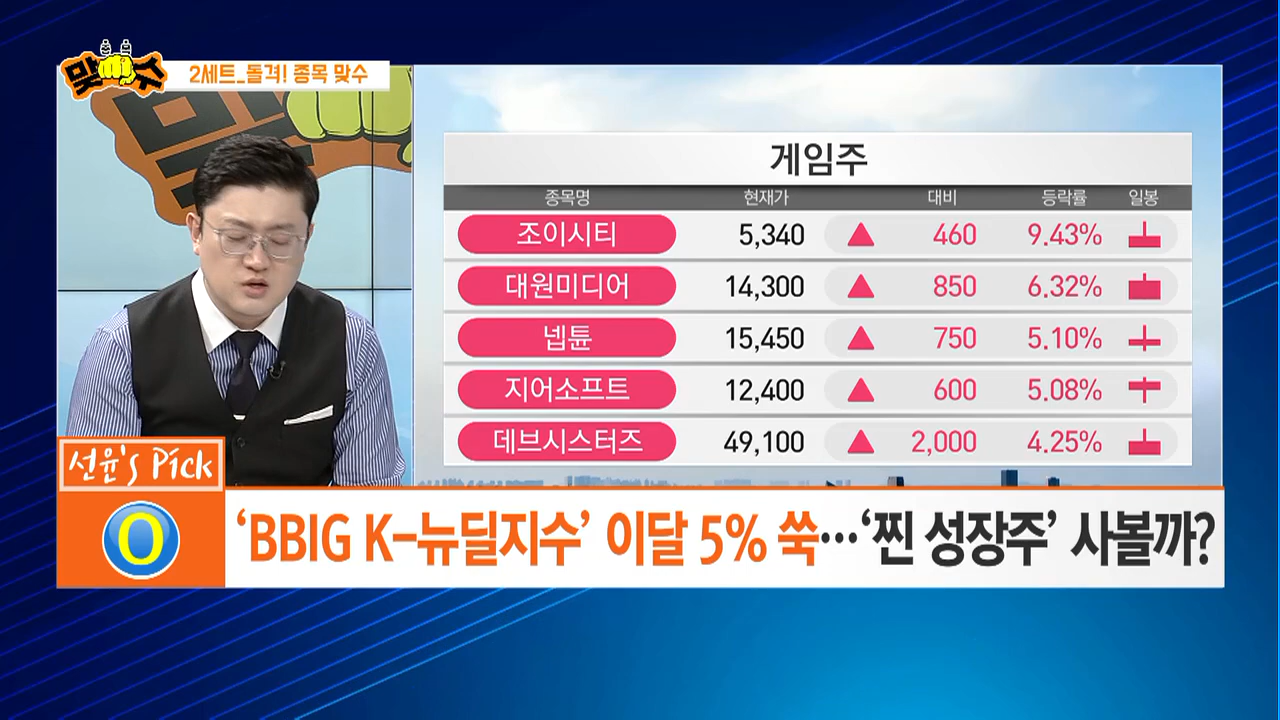 종목
맞수
2세트_돌격! 종목 맞수
게임주
종목명 현재가 대비 등락률 일봉
조이시티 5,340 ▲ 460 9.43%
대원미디어 14,300 ▲ 850 6.32%
넵튠 15,450 ▲ 750 5.10%
지어소프트 12,400 ▲ 600 5.08%
데브시스터즈 49,100 ▲ 2,000 4.25%
선윤's Pick
O
‘BBIG K-뉴딜지수’ 이달 5% 쑥…‘찐 성장주’ 사볼까?